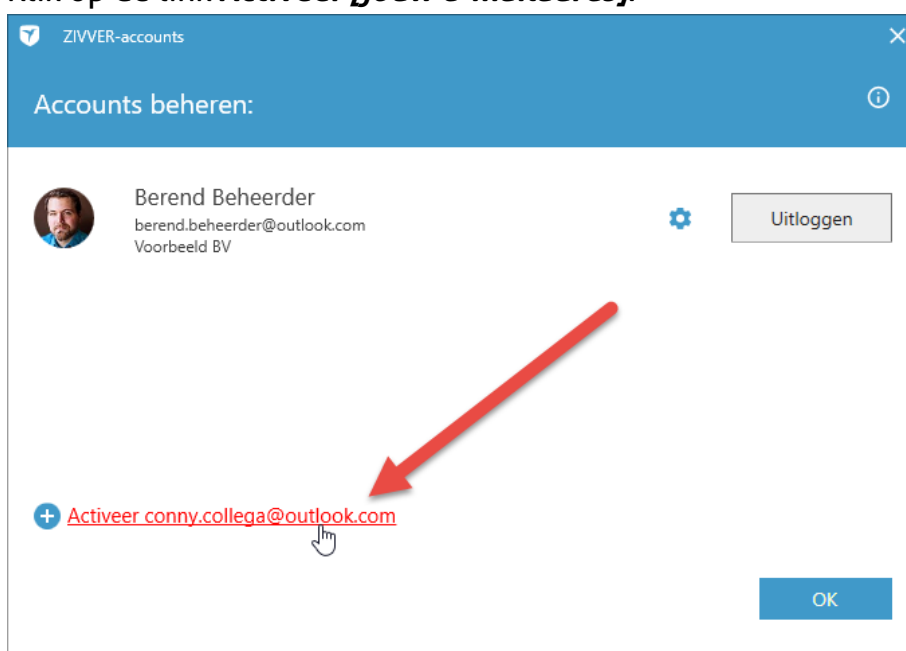 ZIVVER-accounts
Accounts beheren:
Berend Beheerder
berend.beheerder@outlook.com
Voorbeeld BV
Uitloggen
Activeer conny.collega@outlook.com
OK